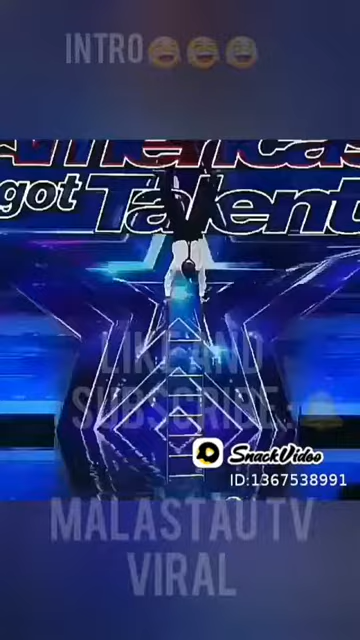 INTRO😂😂😂
America's
got Talent
LIKE AND
SUBSCRIBE
SnackVideo
ID:1367538991
MALASTAU TV
VIRAL